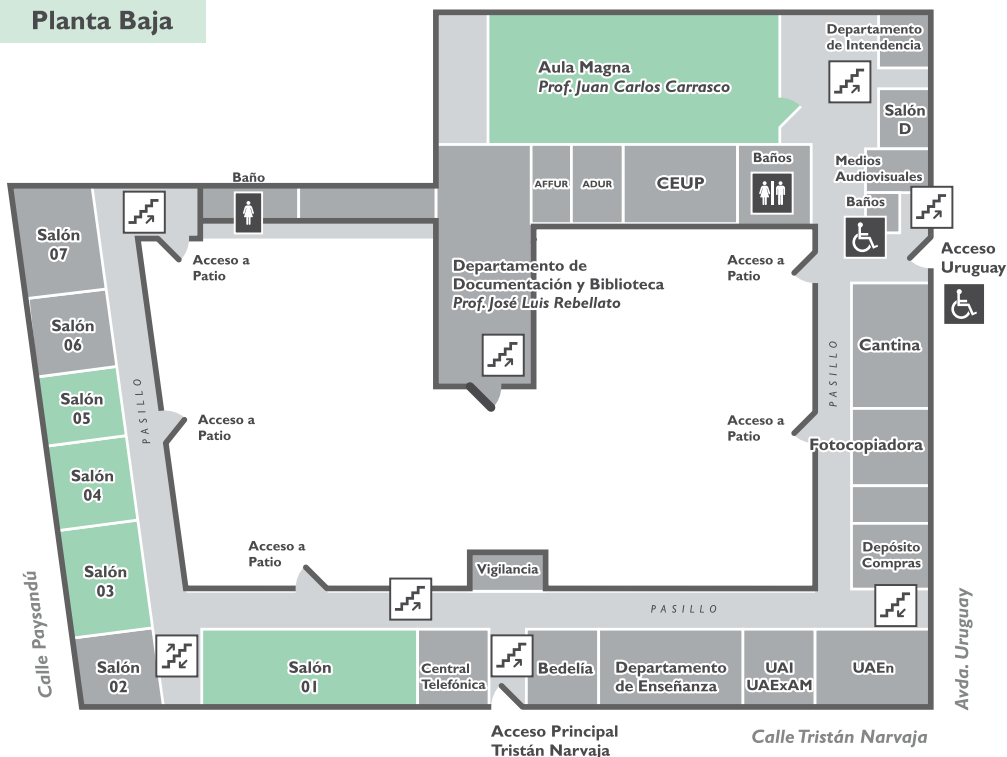 Planta Baja
Aula Magna
Prof. Juan Carlos Carrasco
Departamento
de Intendencia
Salón
D
Medios
Audiovisuales
Baños
AFFUR
ADUR
CEUP
Baños
Acceso
Uruguay
Baño
Salón
07
Acceso a
Patio
Departamento de
Documentación y Biblioteca
Prof. José Luis Rebellato
Acceso a
Patio
Salón
06
Cantina
PASILLO
PASILLO
Salón
05
Acceso a
Patio
Acceso a
Patio
Fotocopiadora
Salón
04
Acceso a
Patio
Vigilancia
Depósito
Compras
Salón
03
PASILLO
Calle Paysandú
Avda. Uruguay
Salón
02
Salón
01
Central
Telefónica
Bedelía
Departamento
de Enseñanza
UAI
UAExAM
UAEn
Acceso Principal
Tristán Narvaja
Calle Tristán Narvaja